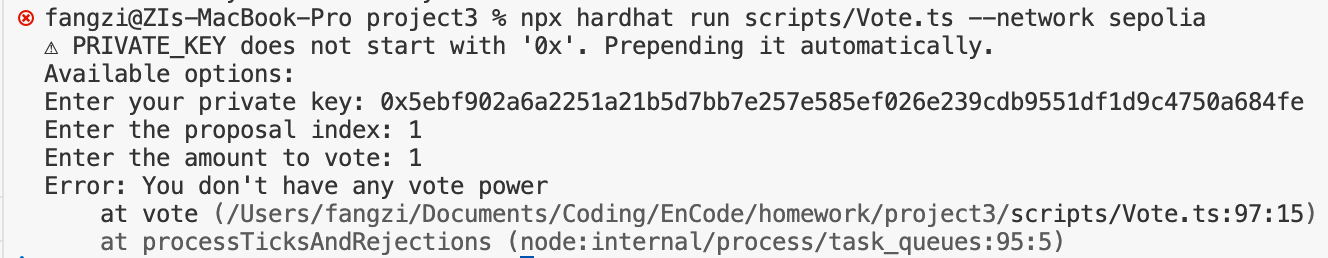 fangzi@ZIs-MacBook-Pro project3 % npx hardhat run scripts/Vote.ts --network sepolia
⚠ PRIVATE_KEY does not start with '0x'. Prepending it automatically.
Available options:
Enter your private key: 0x5ebf902a6a2251a21b5d7bb7e257e585ef026e239cdb9551df1d9c4750a684fe
Enter the proposal index: 1
Enter the amount to vote: 1
Error: You don't have any vote power
    at vote (/Users/fangzi/Documents/Coding/EnCode/homework/project3/scripts/Vote.ts:97:15)
    at processTicksAndRejections (node:internal/process/task_queues:95:5)